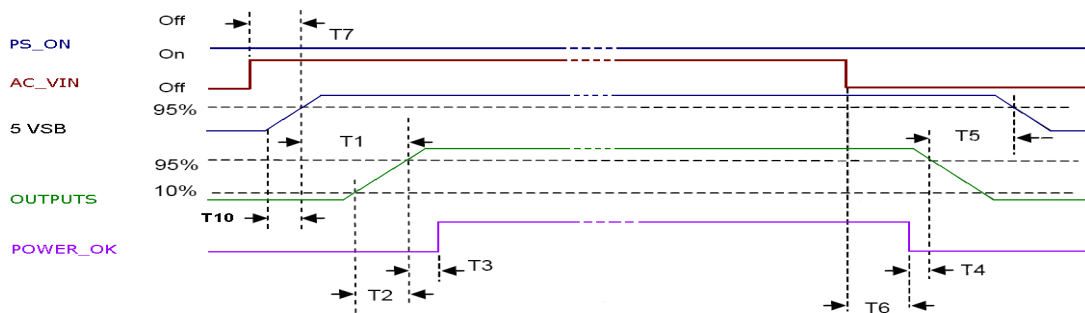 Off
T7
PS_ON
On
AC_VIN
Off
95%
5 VSB
T1
T5
95%
10%
OUTPUTS
T10
POWER_OK
T3
T4
T2
T6